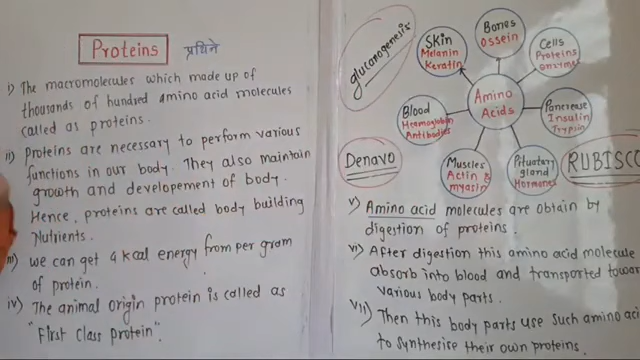 Proteins प्रथिने
i) The macromolecules which made up of
thousands of hundred amino acid molecules
called as proteins.
ii) Proteins are necessary to perform various
functions in our body. They also maintain
growth and developement of body.
Hence, proteins are called body building
Nutrients.
iii) we can get 4 kcal energy from per gram
of protein.
iv) The animal origin protein is called as
"First class protein".
gluconogenesis
Skin
Melanin
Keratin
Bones
Ossein
Cells
Proteins
enzymes
Blood
Heamoglobin
Antibodies
Amino
Acids
Pancrease
Insulin
Trypsin
Denavo
Muscles
Actin &
myosin
Pituatary
gland
Hormones
RUBISCO
v) Amino acid molecules are obtain by
digestion of proteins.
vi) After digestion this amino acid molecule
absorb into blood and transported towar
various body parts.
vii) Then this body parts use such amino aci
to synthesise their own proteins.